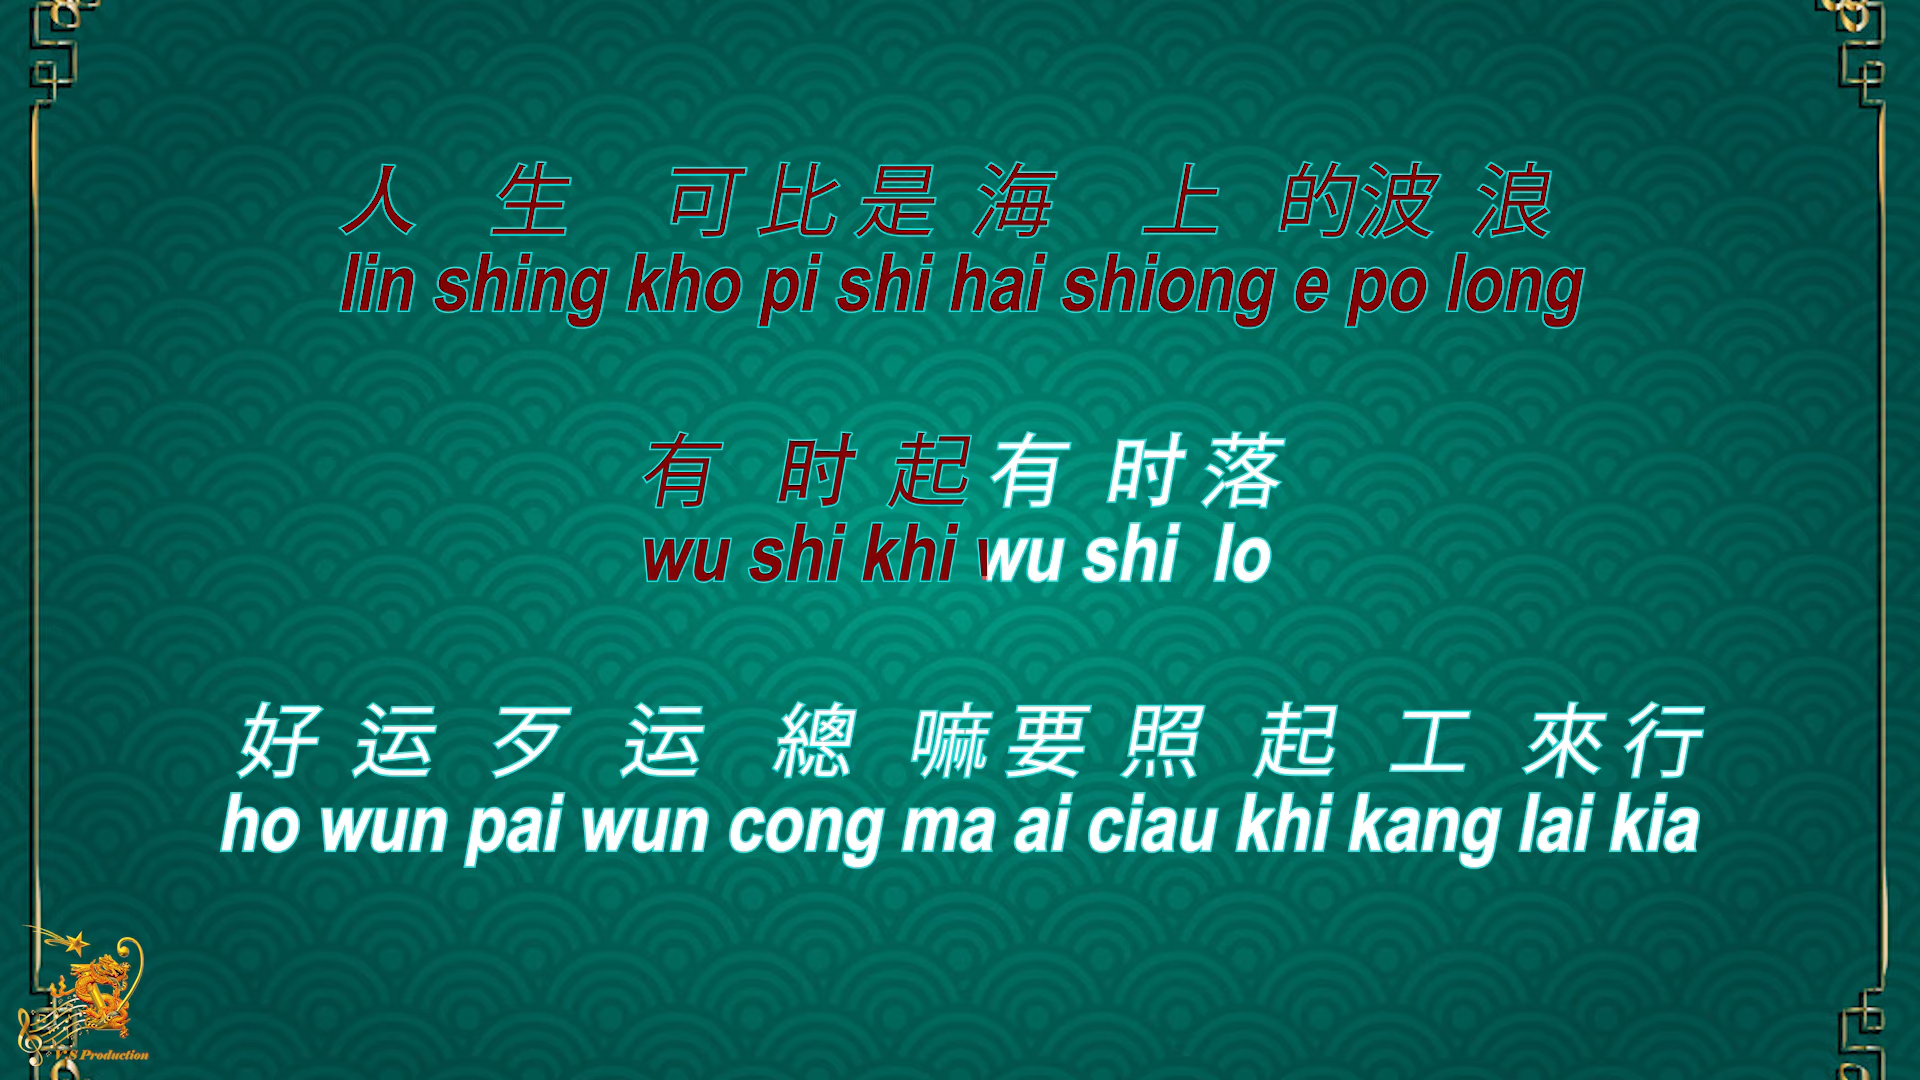 人 生 可比是 海 上 的波 浪
lin shing kho pi shi hai shiong e po long
有 时 起 有 时 落
wu shi khi wu shi lo
好 运 歹 运 總 嘛 要 照 起 工 來 行
ho wun pai wun cong ma ai ciau khi kang lai kia
V'S Production